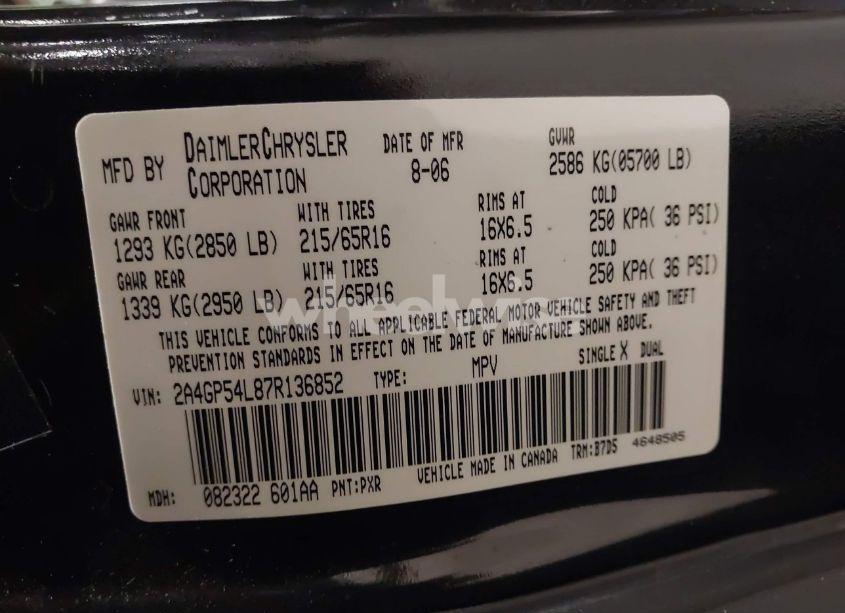 MFD BY DAIMLERCHRYSLER CORPORATION DATE OF MFR 8-06 GVWR 2586 KG(05700 LB)
GAWR FRONT WITH TIRES RIMS AT COLD
1293 KG(2850 LB) 215/65R16 16X6.5 250 KPA( 36 PSI)
GAWR REAR WITH TIRES RIMS AT COLD
1339 KG(2950 LB) 215/65R16 16X6.5 250 KPA( 36 PSI)
THIS VEHICLE CONFORMS TO ALL APPLICABLE FEDERAL MOTOR VEHICLE SAFETY AND THEFT
PREVENTION STANDARDS IN EFFECT ON THE DATE OF MANUFACTURE SHOWN ABOVE.
VIN: 2A4GP54L87R136852 TYPE: MPV SINGLE X DUAL
MDH: 082322 601AA PNT:PXR VEHICLE MADE IN CANADA TRM:B7D5 4648505